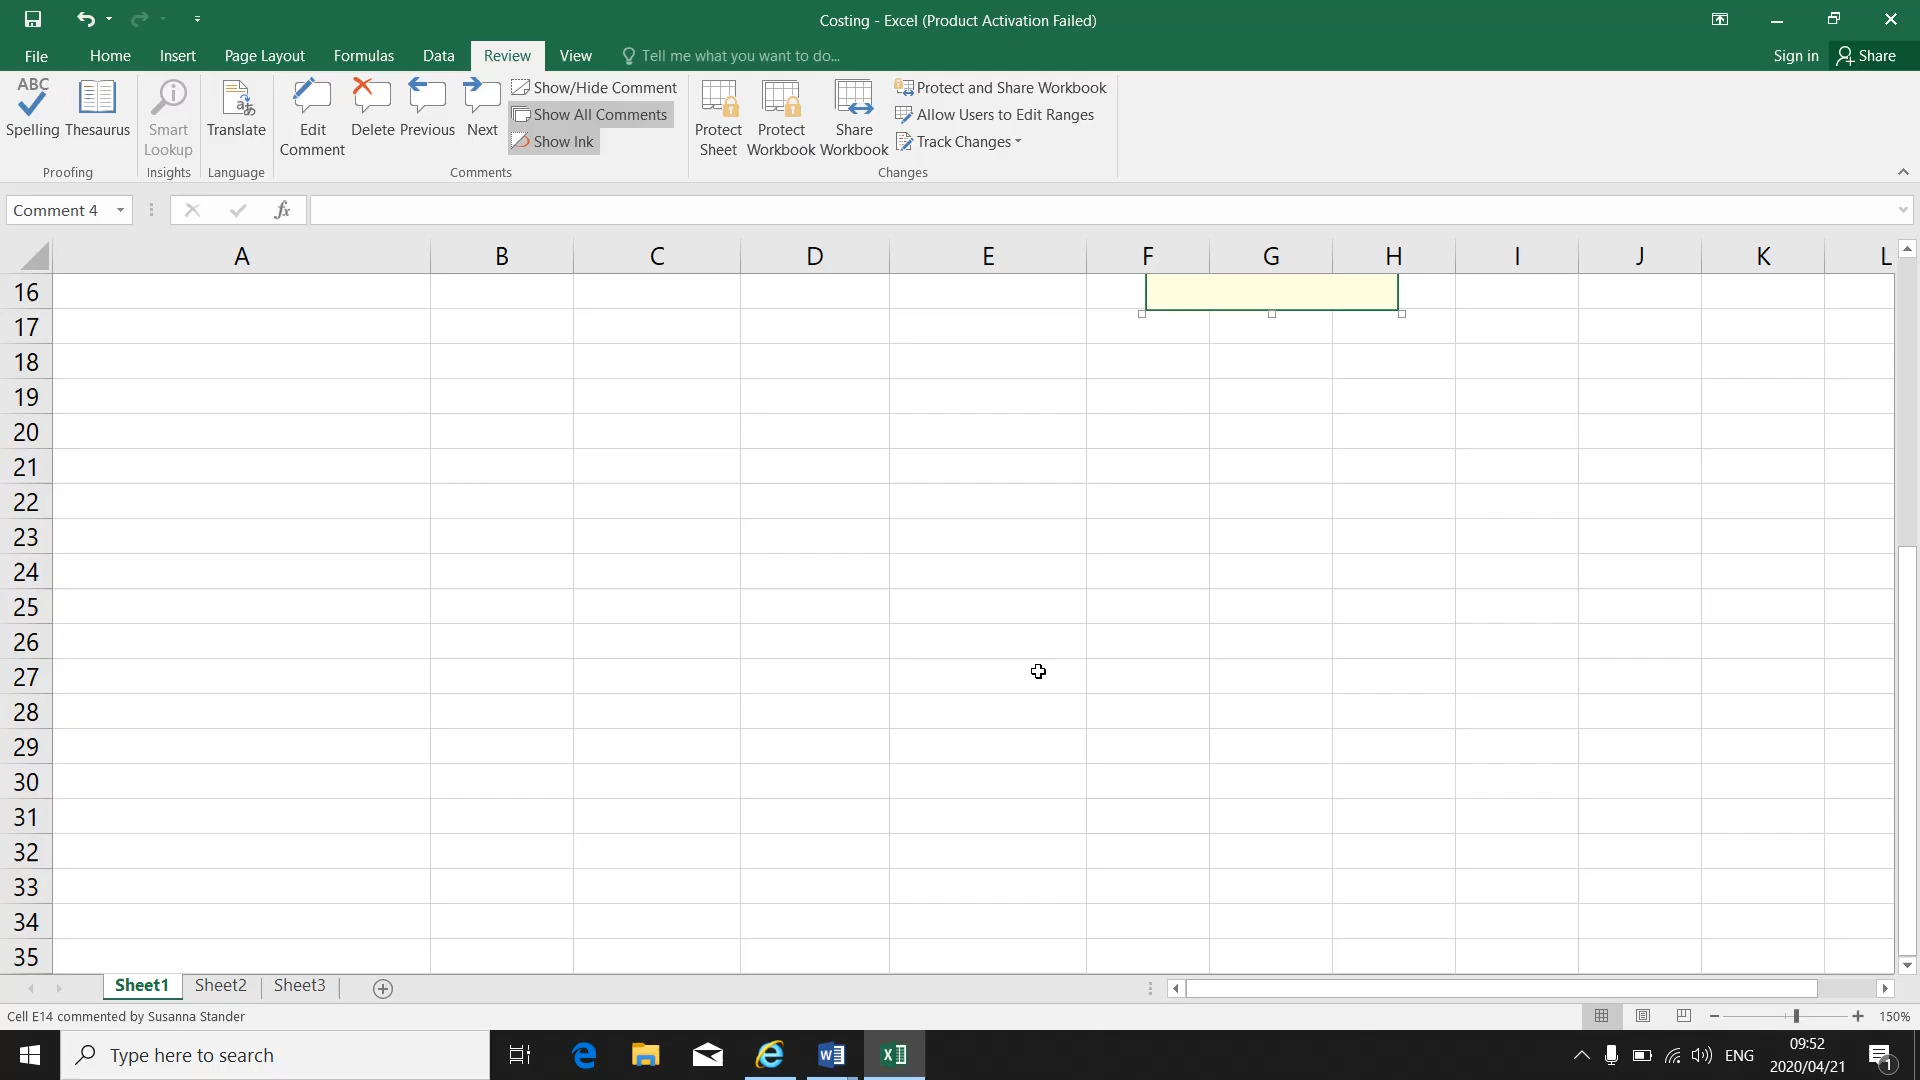 Costing - Excel (Product Activation Failed)
File Home Insert Page Layout Formulas Data Review View Tell me what you want to do... Sign in Share
ABC
Spelling Thesaurus Smart Lookup Translate Edit Comment Delete Previous Next
Show/Hide Comment
Show All Comments
Show Ink
Protect Sheet Protect Workbook Share Workbook
Protect and Share Workbook
Allow Users to Edit Ranges
Track Changes
Proofing Insights Language Comments Changes
Comment 4 fx
A B C D E F G H I J K L
16
17
18
19
20
21
22
23
24
25
26
27
28
29
30
31
32
33
34
35
Sheet1 Sheet2 Sheet3
Cell E14 commented by Susanna Stander 150%
Type here to search ENG
09:52
2020/04/21
1